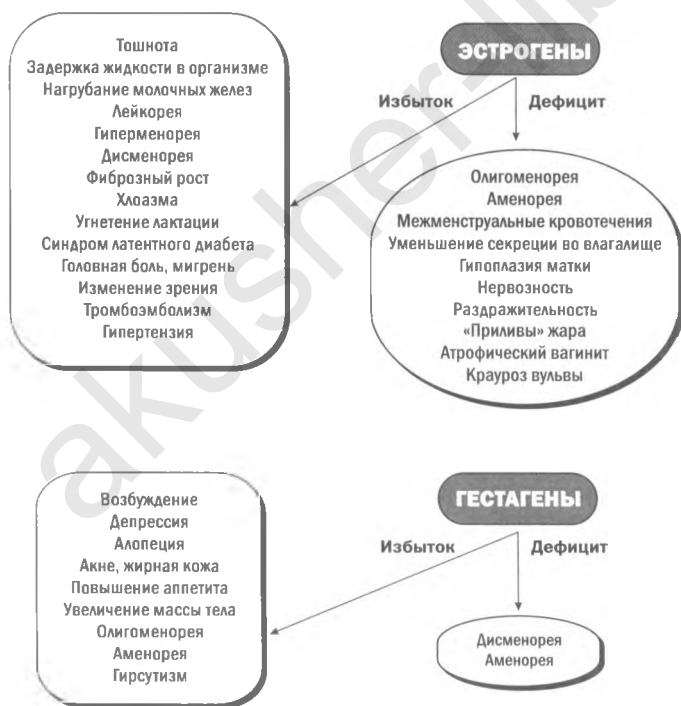 ЭСТРОГЕНЫ
Избыток
Дефицит
Тошнота
Задержка жидкости в организме
Нагрубание молочных желез
Лейкорея
Гиперменорея
Дисменорея
Фиброзный рост
Хлоазма
Угнетение лактации
Синдром латентного диабета
Головная боль, мигрень
Изменение зрения
Тромбоэмболизм
Гипертензия
Олигоменорея
Аменорея
Межменструальные кровотечения
Уменьшение секреции во влагалище
Гипоплазия матки
Нервозность
Раздражительность
«Приливы» жара
Атрофический вагинит
Крауроз вульвы
ГЕСТАГЕНЫ
Избыток
Дефицит
Возбуждение
Депрессия
Алопеция
Акне, жирная кожа
Повышение аппетита
Увеличение массы тела
Олигоменорея
Аменорея
Гирсутизм
Дисменорея
Аменорея